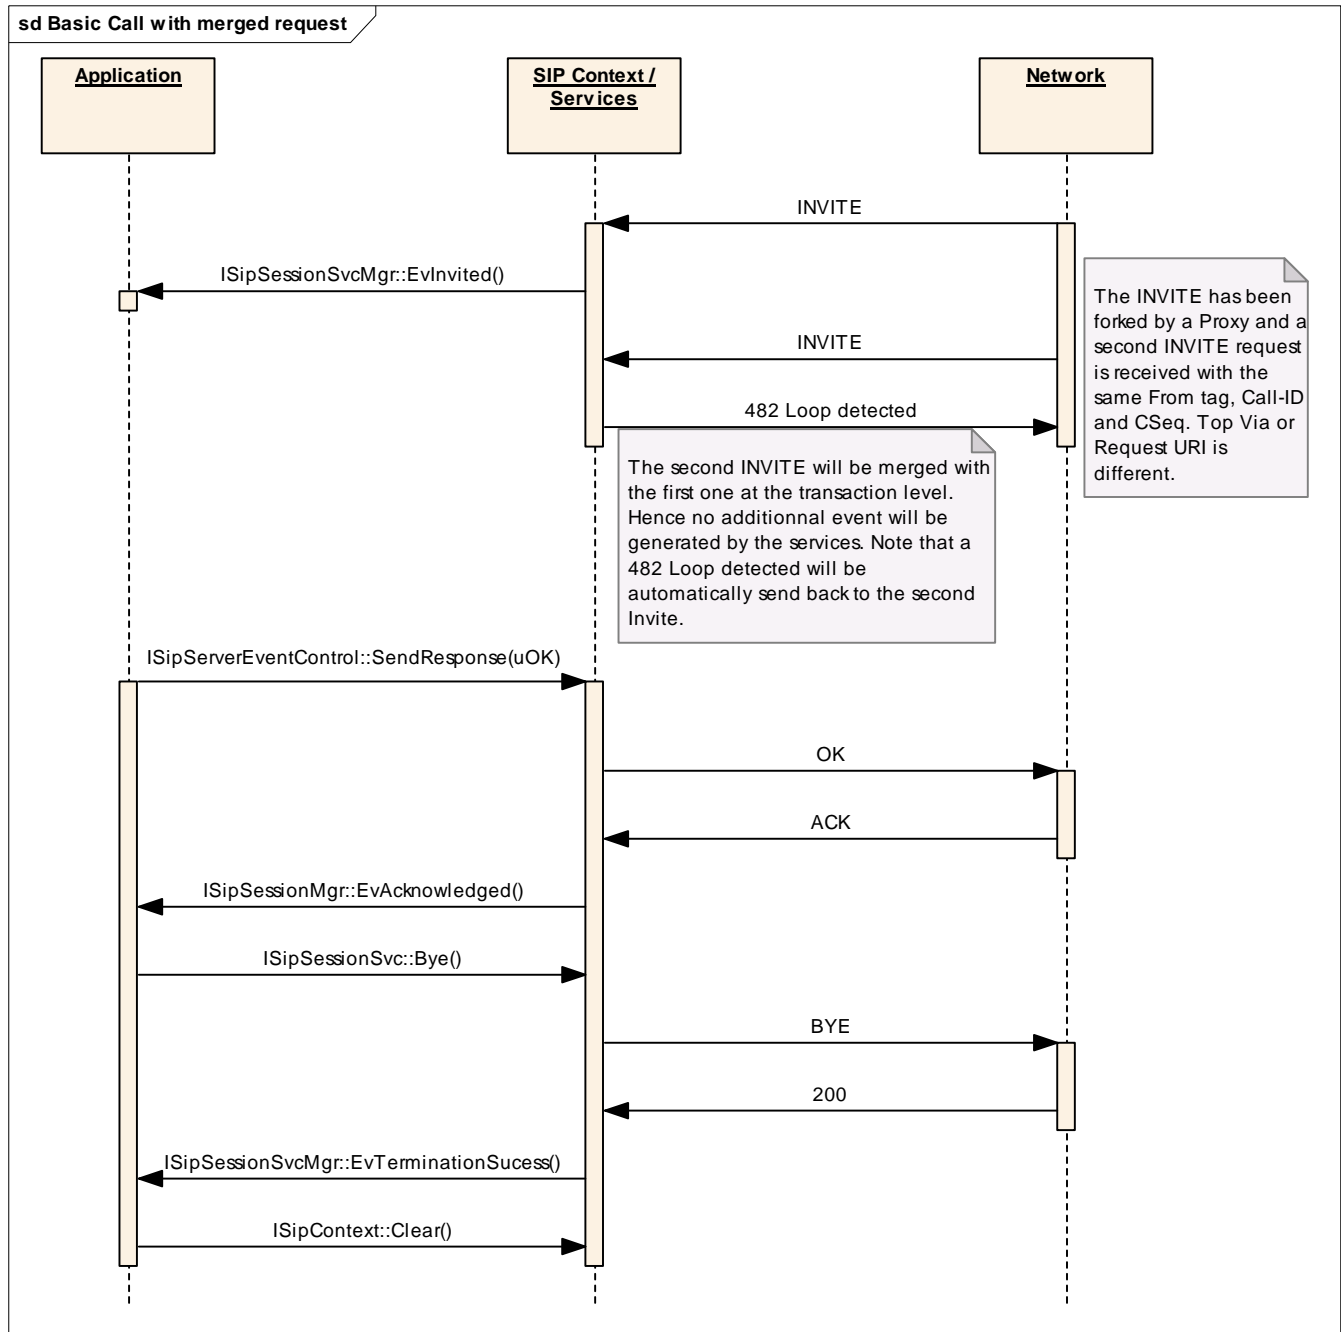 sd Basic Call with merged request
Application
SIP Context /
Services
Network
INVITE
ISipSessionSvcMgr::EvInvited()
The INVITE has been
forked by a Proxy and a
second INVITE request
is received with the
same From tag, Call-ID
and CSeq. Top Via or
Request URI is
different.
INVITE
482 Loop detected
The second INVITE will be merged with
the first one at the transaction level.
Hence no additionnal event will be
generated by the services. Note that a
482 Loop detected will be
automatically send back to the second
Invite.
ISipServerEventControl::SendResponse(uOK)
OK
ACK
ISipSessionMgr::EvAcknowledged()
ISipSessionSvc::Bye()
BYE
200
ISipSessionSvcMgr::EvTerminationSucess()
ISipContext::Clear()